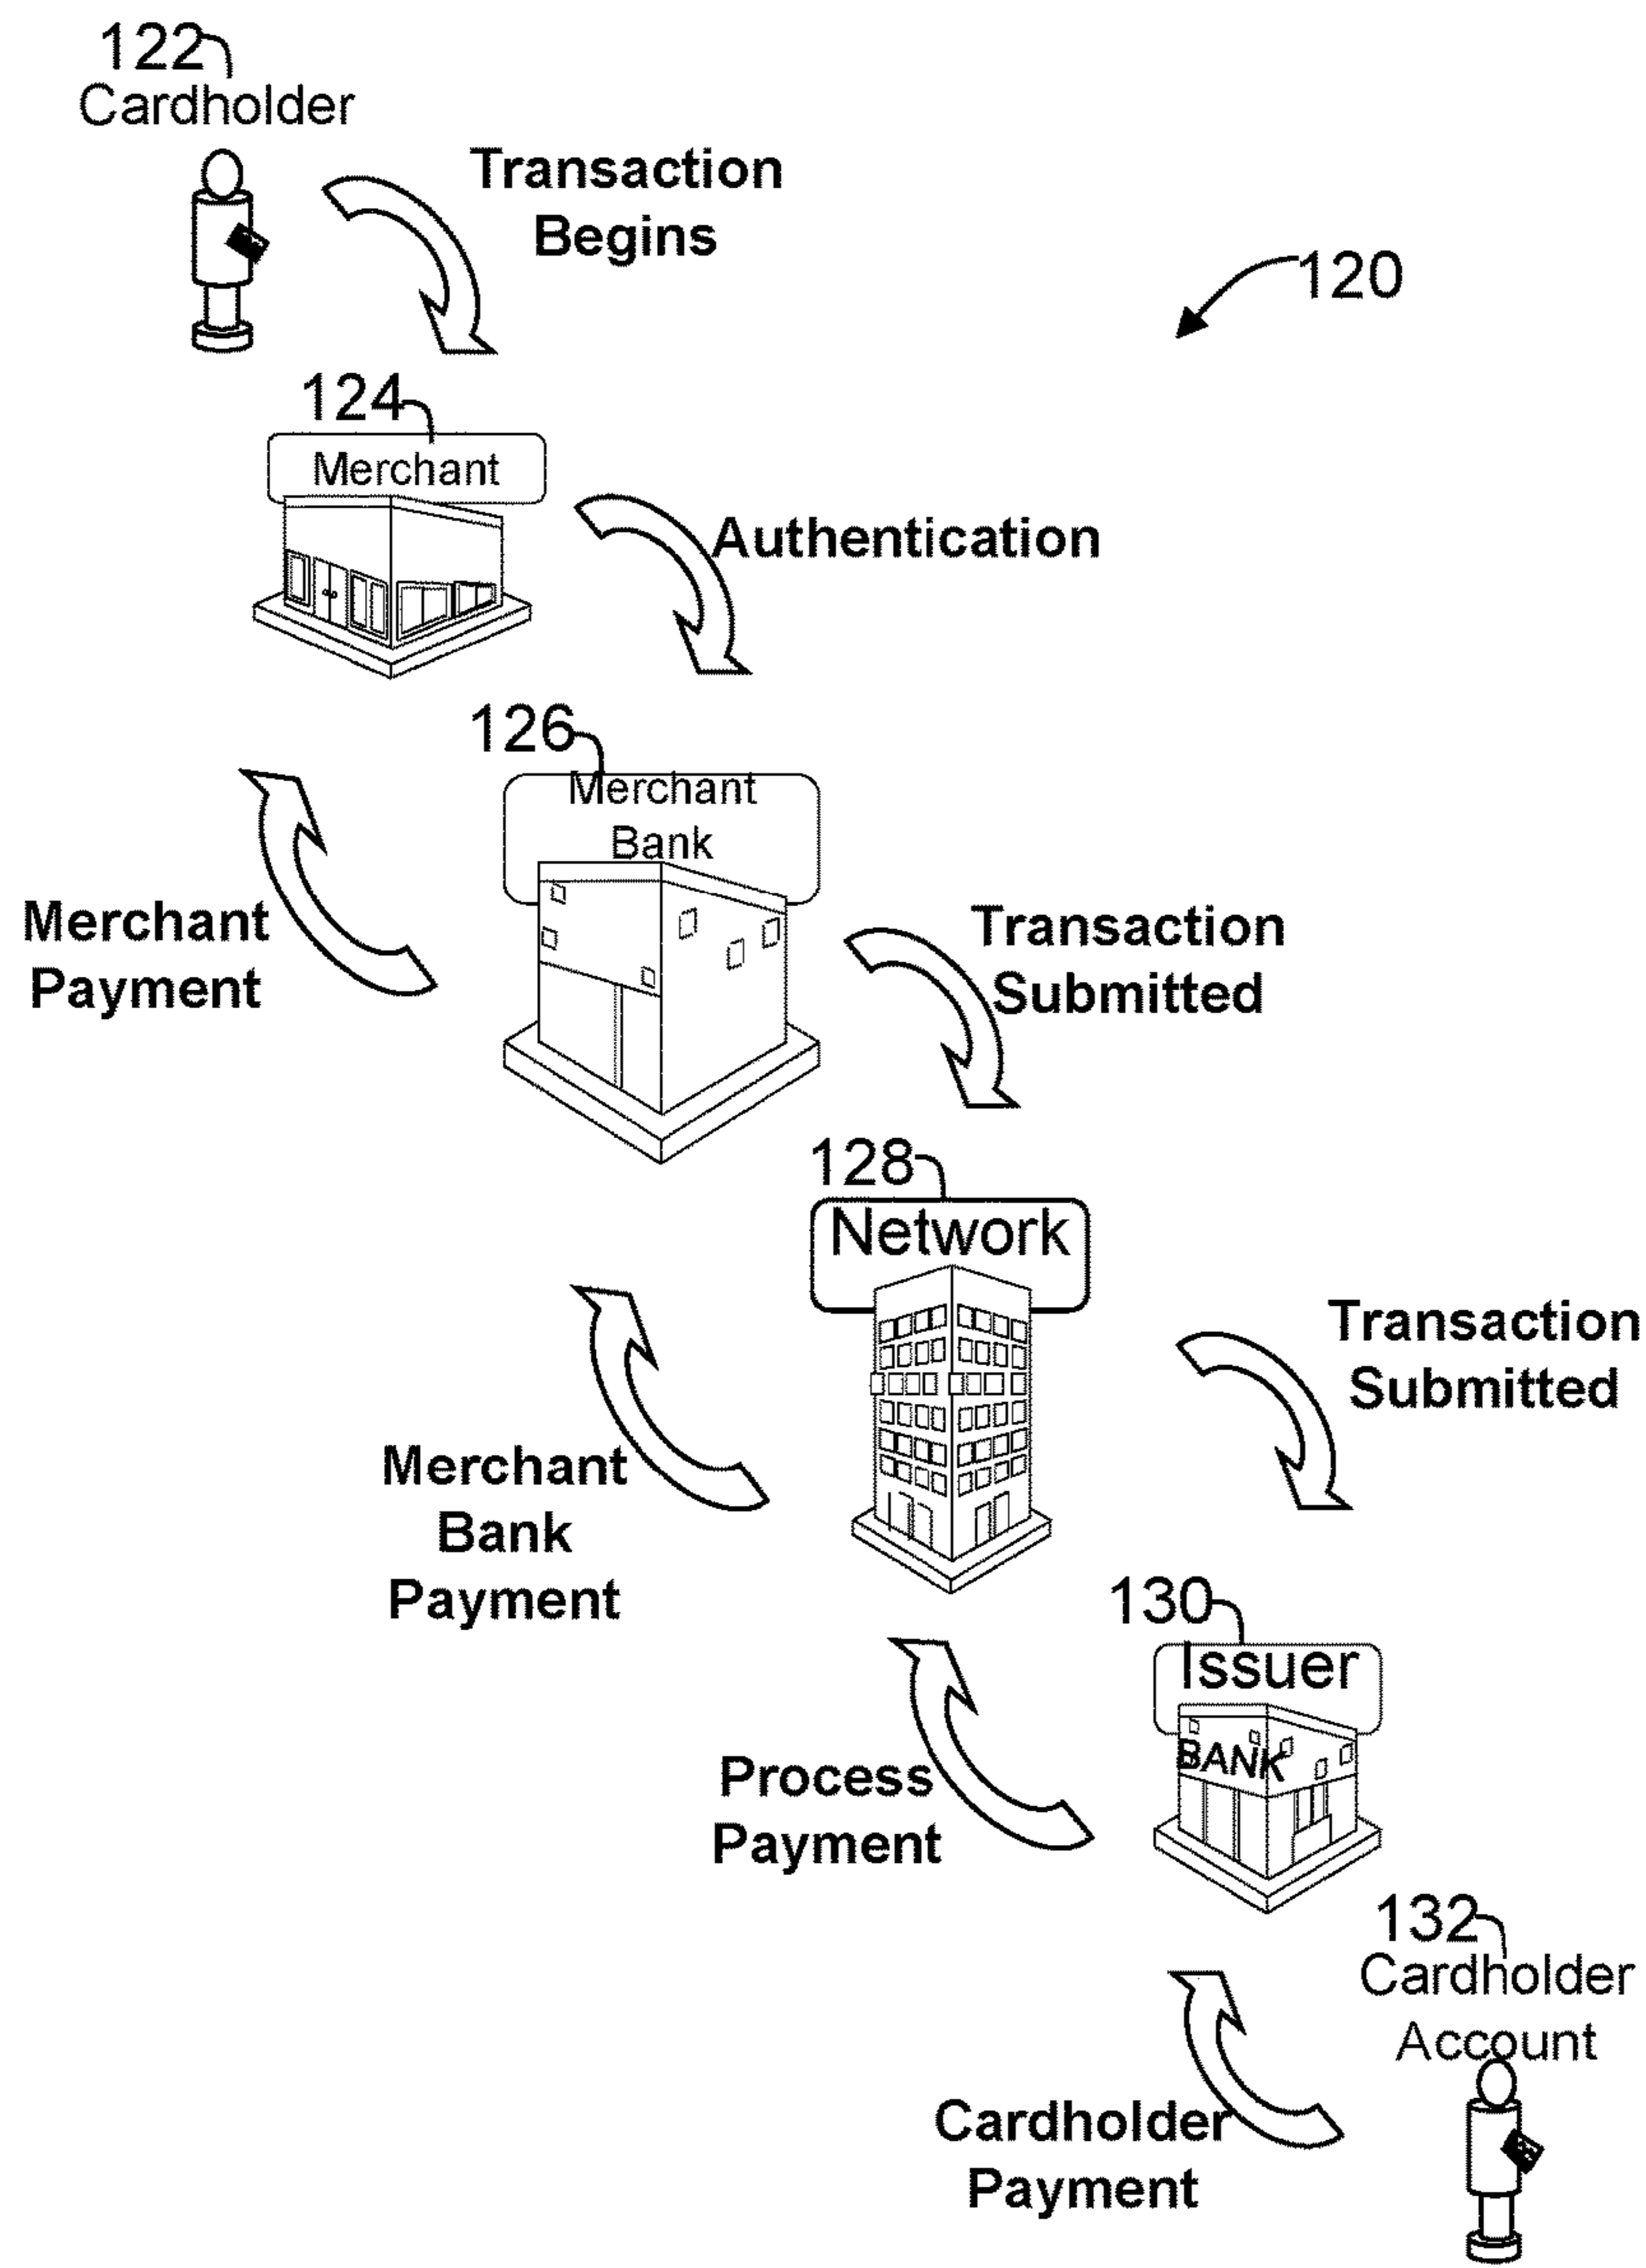 122
Cardholder
Transaction
Begins
120
124
Merchant
Authentication
126
Merchant
Bank
Merchant
Payment
Transaction
Submitted
128
Network
Transaction
Submitted
Merchant
Bank
Payment
130
Issuer
BANK
Process
Payment
132
Cardholder
Account
Cardholder
Payment